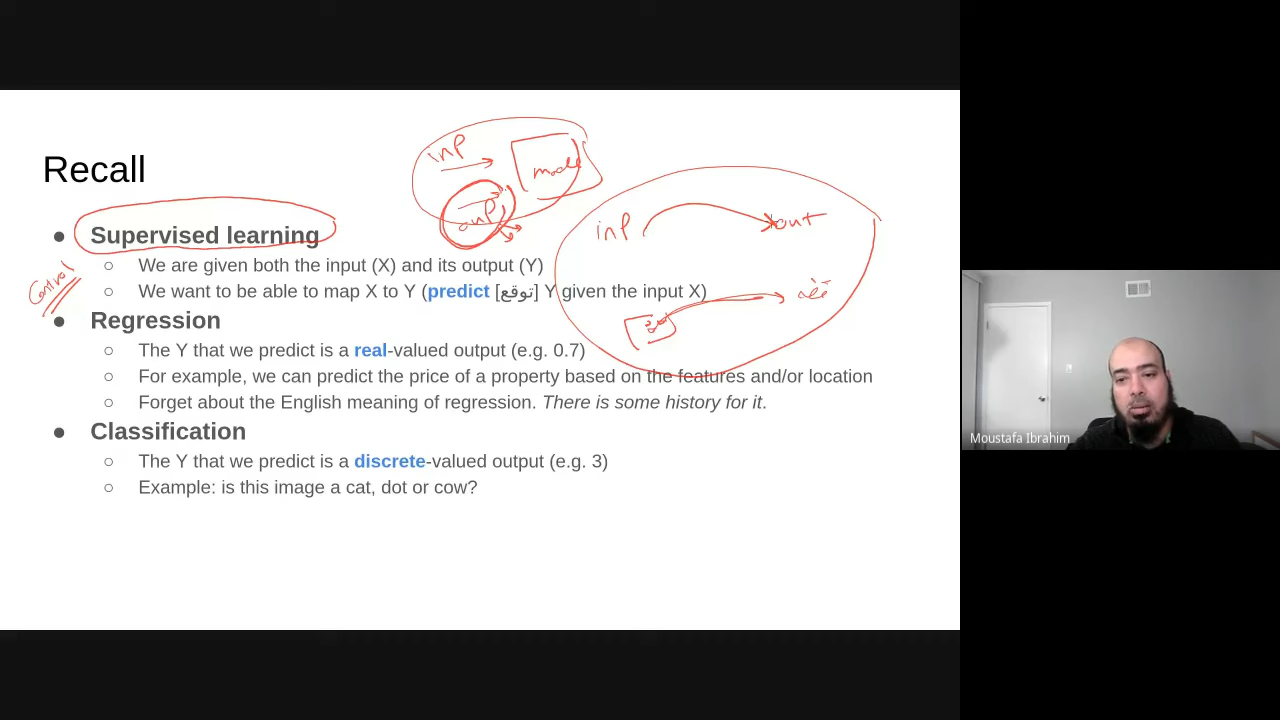 Recall
● Supervised learning
○ We are given both the input (X) and its output (Y)
○ We want to be able to map X to Y (predict [توقع] Y given the input X)
● Regression
○ The Y that we predict is a real-valued output (e.g. 0.7)
○ For example, we can predict the price of a property based on the features and/or location
○ Forget about the English meaning of regression. There is some history for it.
● Classification
○ The Y that we predict is a discrete-valued output (e.g. 3)
○ Example: is this image a cat, dot or cow?
inp
model
inp
out
Control
قطة
Moustafa Ibrahim